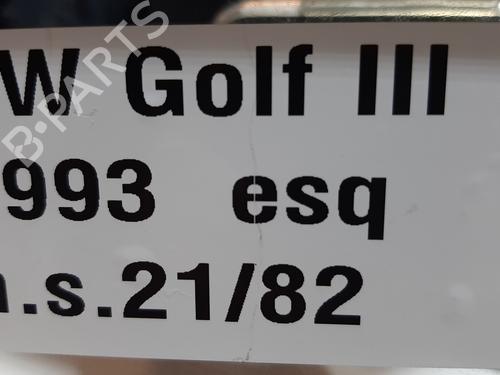 W Golf III
993 esq
.s.21/82
B-PARTS